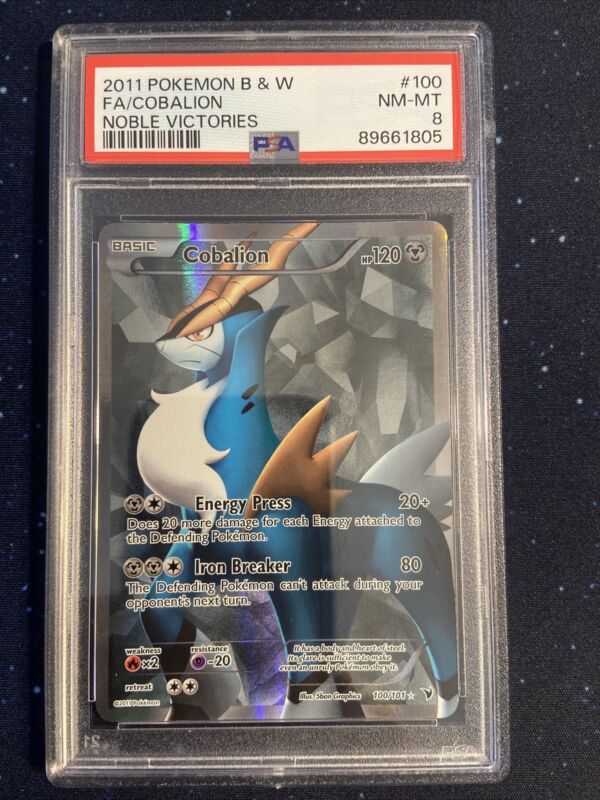 2011 POKEMON B & W #100
FA/COBALION NM-MT
NOBLE VICTORIES 8
PSA 89661805
BASIC Cobalion HP120
Energy Press 20+
Does 20 more damage for each Energy attached to
the Defending Pokémon.
Iron Breaker 80
The Defending Pokémon can't attack during your
opponent's next turn.
weakness resistance
×2 -20
It has a body and heart of steel.
Its glare is sufficient to make
even an unruly Pokémon obey it.
retreat
Illus. 5ban Graphics 100/101
©2011 Pokémon